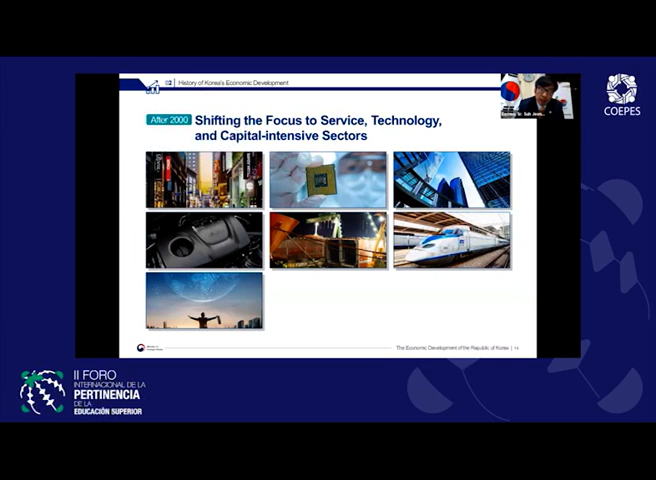 02 | History of Korea's Economic Development
After 2000
Shifting the Focus to Service, Technology,
and Capital-intensive Sectors
The Economic Development of the Republic of Korea | 14
COEPES
II FORO
INTERNACIONAL DE LA
PERTINENCIA
DE LA
EDUCACIÓN SUPERIOR